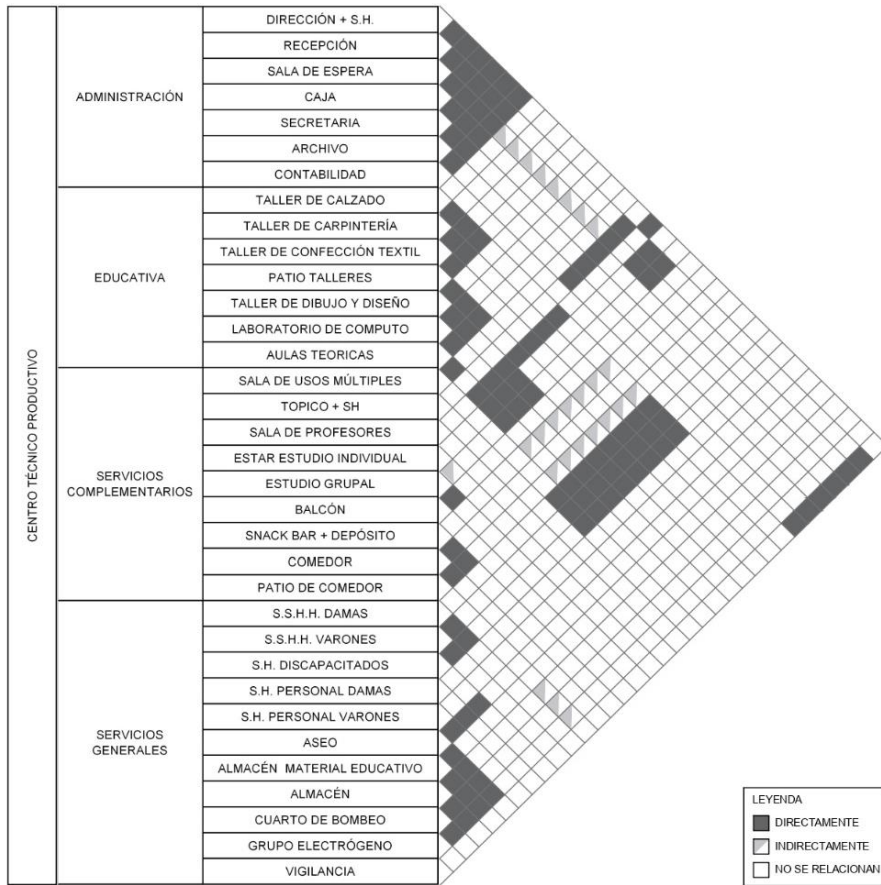 CENTRO TÉCNICO PRODUCTIVO
ADMINISTRACIÓN
DIRECCIÓN + S.H.
RECEPCIÓN
SALA DE ESPERA
CAJA
SECRETARIA
ARCHIVO
CONTABILIDAD
EDUCATIVA
TALLER DE CALZADO
TALLER DE CARPINTERÍA
TALLER DE CONFECCIÓN TEXTIL
PATIO TALLERES
TALLER DE DIBUJO Y DISEÑO
LABORATORIO DE COMPUTO
AULAS TEORICAS
SERVICIOS
COMPLEMENTARIOS
SALA DE USOS MÚLTIPLES
TOPICO + SH
SALA DE PROFESORES
ESTAR ESTUDIO INDIVIDUAL
ESTUDIO GRUPAL
BALCÓN
SNACK BAR + DEPÓSITO
COMEDOR
PATIO DE COMEDOR
SERVICIOS
GENERALES
S.S.H.H. DAMAS
S.S.H.H. VARONES
S.H. DISCAPACITADOS
S.H. PERSONAL DAMAS
S.H. PERSONAL VARONES
ASEO
ALMACÉN MATERIAL EDUCATIVO
ALMACÉN
CUARTO DE BOMBEO
GRUPO ELECTRÓGENO
VIGILANCIA
LEYENDA
DIRECTAMENTE
INDIRECTAMENTE
NO SE RELACIONAN